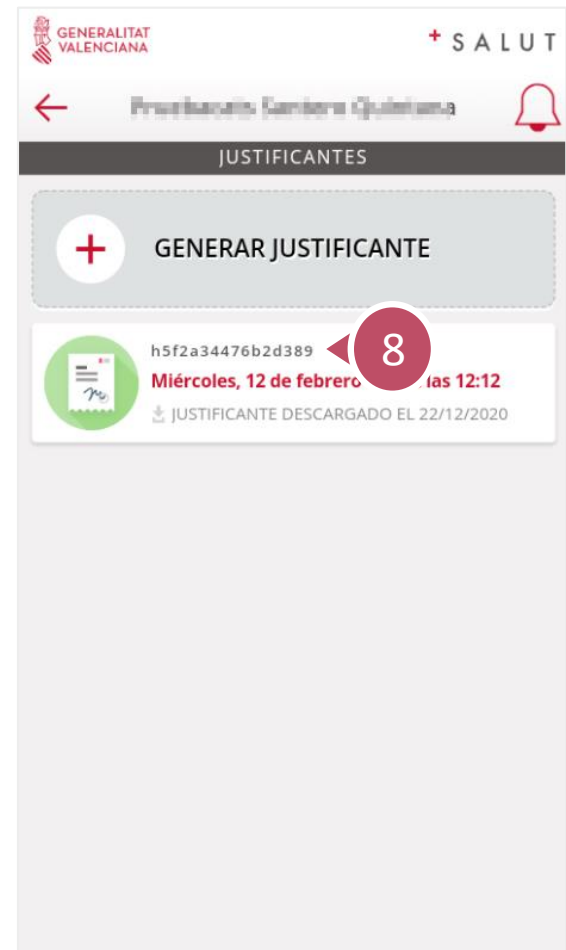 GENERALITAT
VALENCIANA
+ SALUT
JUSTIFICANTES
+ GENERAR JUSTIFICANTE
h5f2a34476b2d389
8
Miércoles, 12 de febrero las 12:12
JUSTIFICANTE DESCARGADO EL 22/12/2020